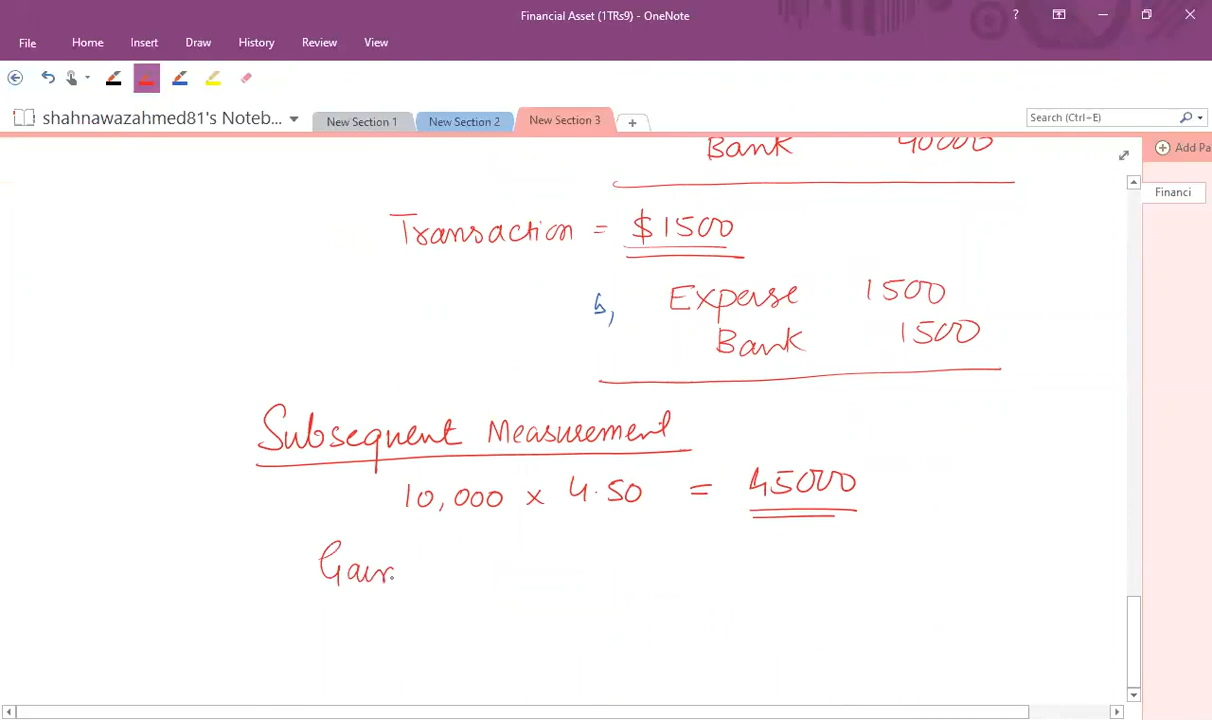 Financial Asset (1TRs9) - OneNote
?
File Home Insert Draw History Review View
shahnawazahmed81's Noteb... New Section 1 New Section 2 New Section 3 + Search (Ctrl+E)
Add Pa
Bank 40000
Financi
Transaction = $1500
b, Expense 1500
Bank 1500
Subsequent Measurement
10,000 x 4.50 = 45000
Gain